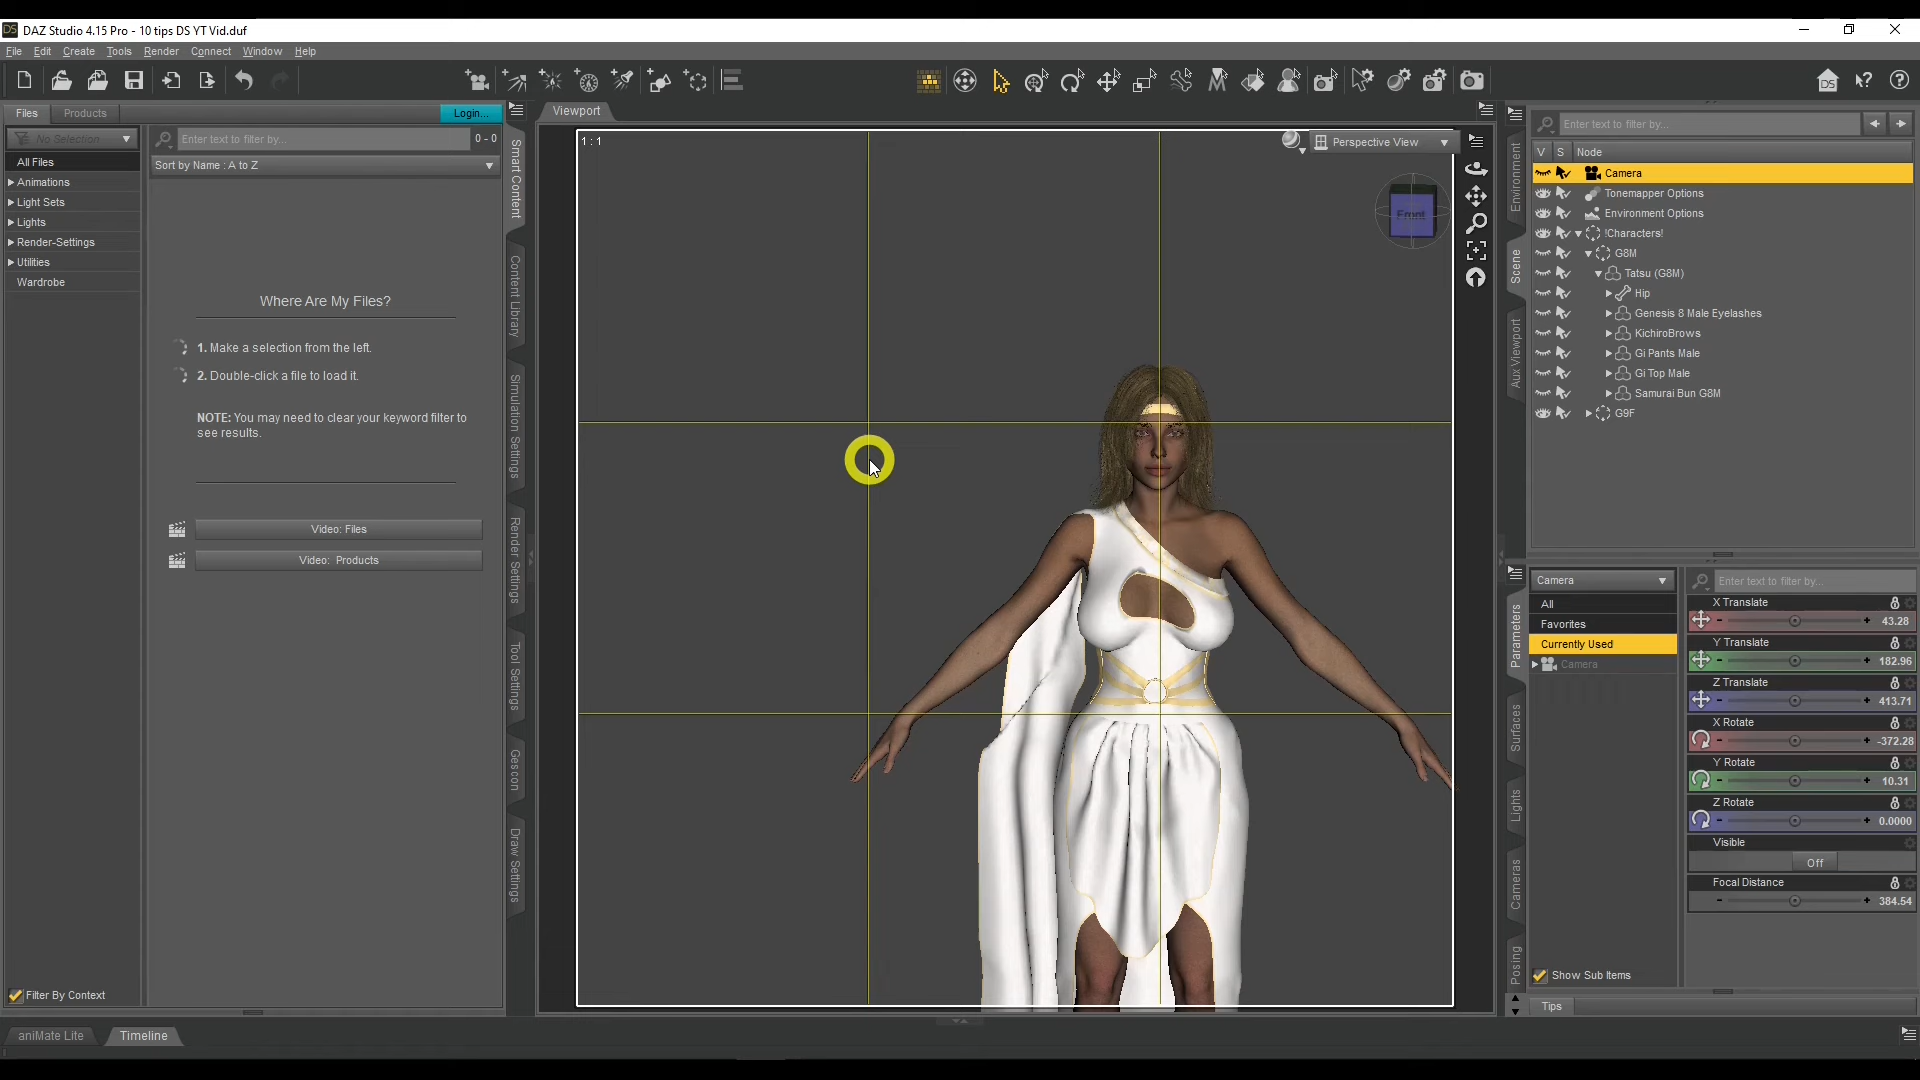 DAZ Studio 4.15 Pro - 10 tips DS YT Vid.duf
File Edit Create Tools Render Connect Window Help
Files Products Login...
No Selection
Enter text to filter by... 0 - 0
All Files
Sort by Name : A to Z
Animations
Light Sets
Lights
Render-Settings
Utilities
Wardrobe
Where Are My Files?
1. Make a selection from the left.
2. Double-click a file to load it.
NOTE: You may need to clear your keyword filter to
see results.
Video: Files
Video: Products
Filter By Context
Smart Content
Content Library
Simulation Settings
Render Settings
Tool Settings
Gescon
Draw Settings
Viewport
1 : 1
Perspective View
Front
Environment
Scene
Aux Viewport
Enter text to filter by...
V S Node
Camera
Tonemapper Options
Environment Options
!Characters!
G8M
Tatsu (G8M)
Hip
Genesis 8 Male Eyelashes
KichiroBrows
Gi Pants Male
Gi Top Male
Samurai Bun G8M
G9F
Parameters
Surfaces
Lights
Cameras
Posing
Camera
All
Favorites
Currently Used
Camera
Show Sub Items
Enter text to filter by...
X Translate
43.28
Y Translate
182.96
Z Translate
413.71
X Rotate
-372.28
Y Rotate
10.31
Z Rotate
0.0000
Visible
Off
Focal Distance
384.54
Tips
aniMate Lite Timeline